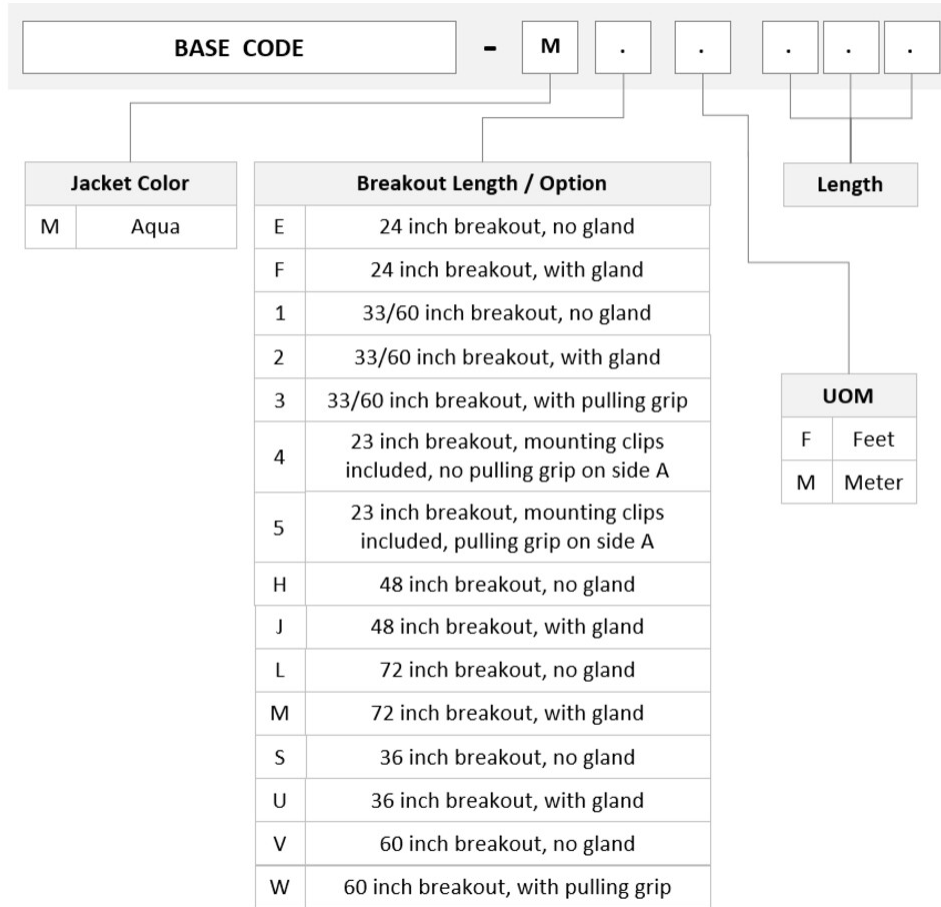 BASE CODE - M . . . . .
Jacket Color
M Aqua
Breakout Length / Option
E 24 inch breakout, no gland
F 24 inch breakout, with gland
1 33/60 inch breakout, no gland
2 33/60 inch breakout, with gland
3 33/60 inch breakout, with pulling grip
4 23 inch breakout, mounting clips
included, no pulling grip on side A
5 23 inch breakout, mounting clips
included, pulling grip on side A
H 48 inch breakout, no gland
J 48 inch breakout, with gland
L 72 inch breakout, no gland
M 72 inch breakout, with gland
S 36 inch breakout, no gland
U 36 inch breakout, with gland
V 60 inch breakout, no gland
W 60 inch breakout, with pulling grip
Length
UOM
F Feet
M Meter